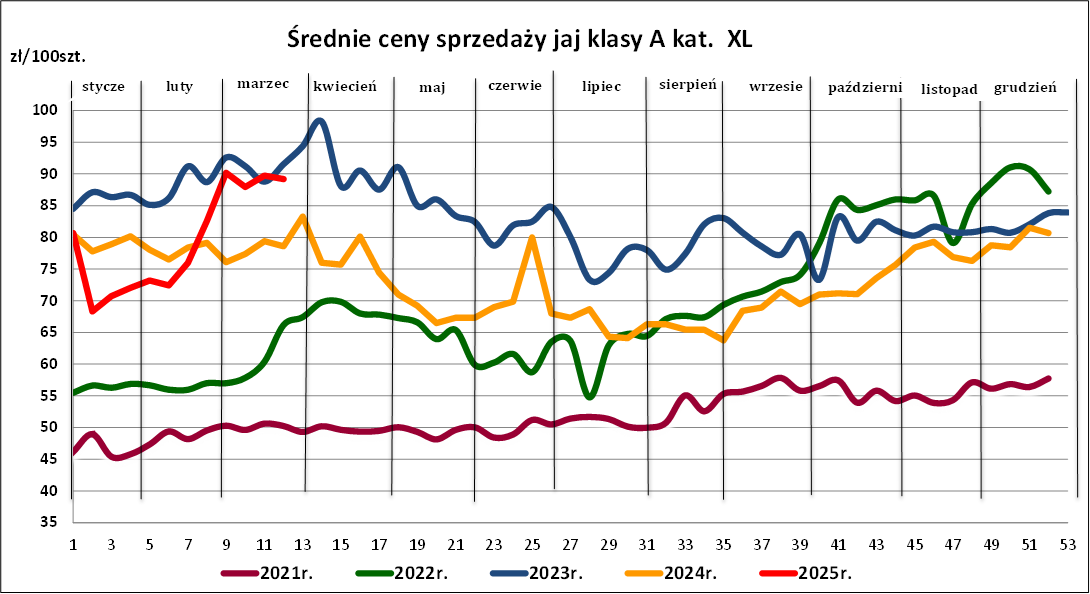 Średnie ceny sprzedaży jaj klasy A kat. XL
zł/100szt.
stycze luty marzec kwiecień maj czerwie lipiec sierpień wrzesie październi listopad grudzień
100
95
90
85
80
75
70
65
60
55
50
45
40
35
1 3 5 7 9 11 13 15 17 19 21 23 25 27 29 31 33 35 37 39 41 43 45 47 49 51 53
2021r. 2022r. 2023r. 2024r. 2025r.